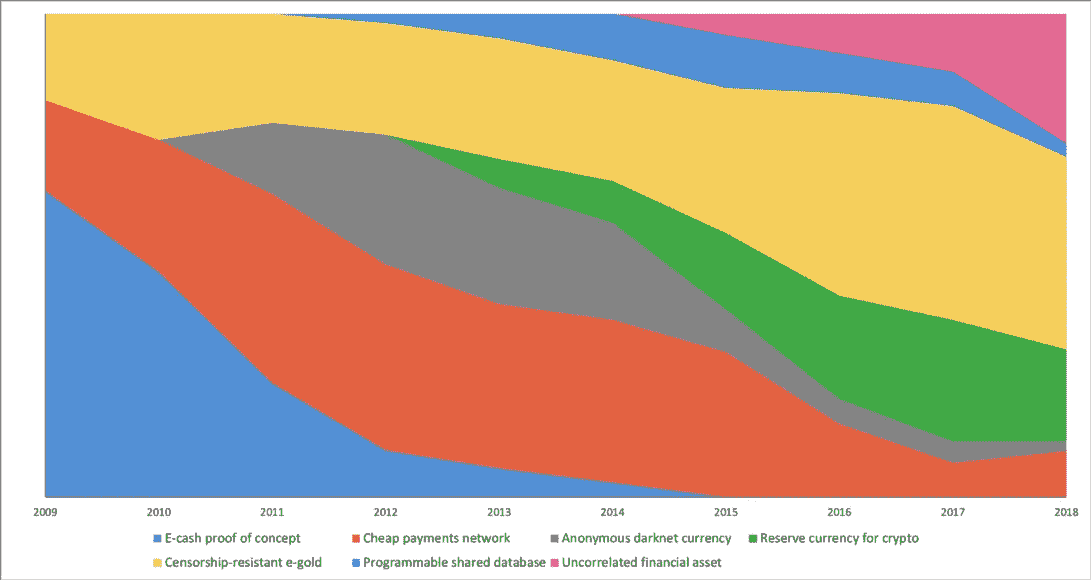 2009 2010 2011 2012 2013 2014 2015 2016 2017 2018
E-cash proof of concept Cheap payments network Anonymous darknet currency Reserve currency for crypto
Censorship-resistant e-gold Programmable shared database Uncorrelated financial asset